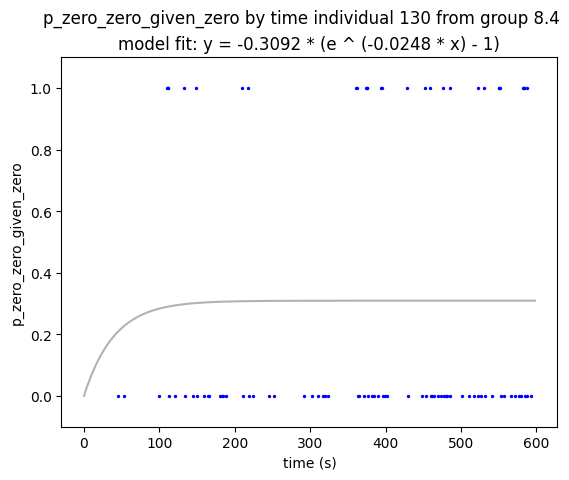 p_zero_zero_given_zero by time individual 130 from group 8.4
model fit: y = -0.3092 * (e ^ (-0.0248 * x) - 1)
1.0
0.8
0.6
0.4
0.2
0.0
p_zero_zero_given_zero
0 100 200 300 400 500 600
time (s)